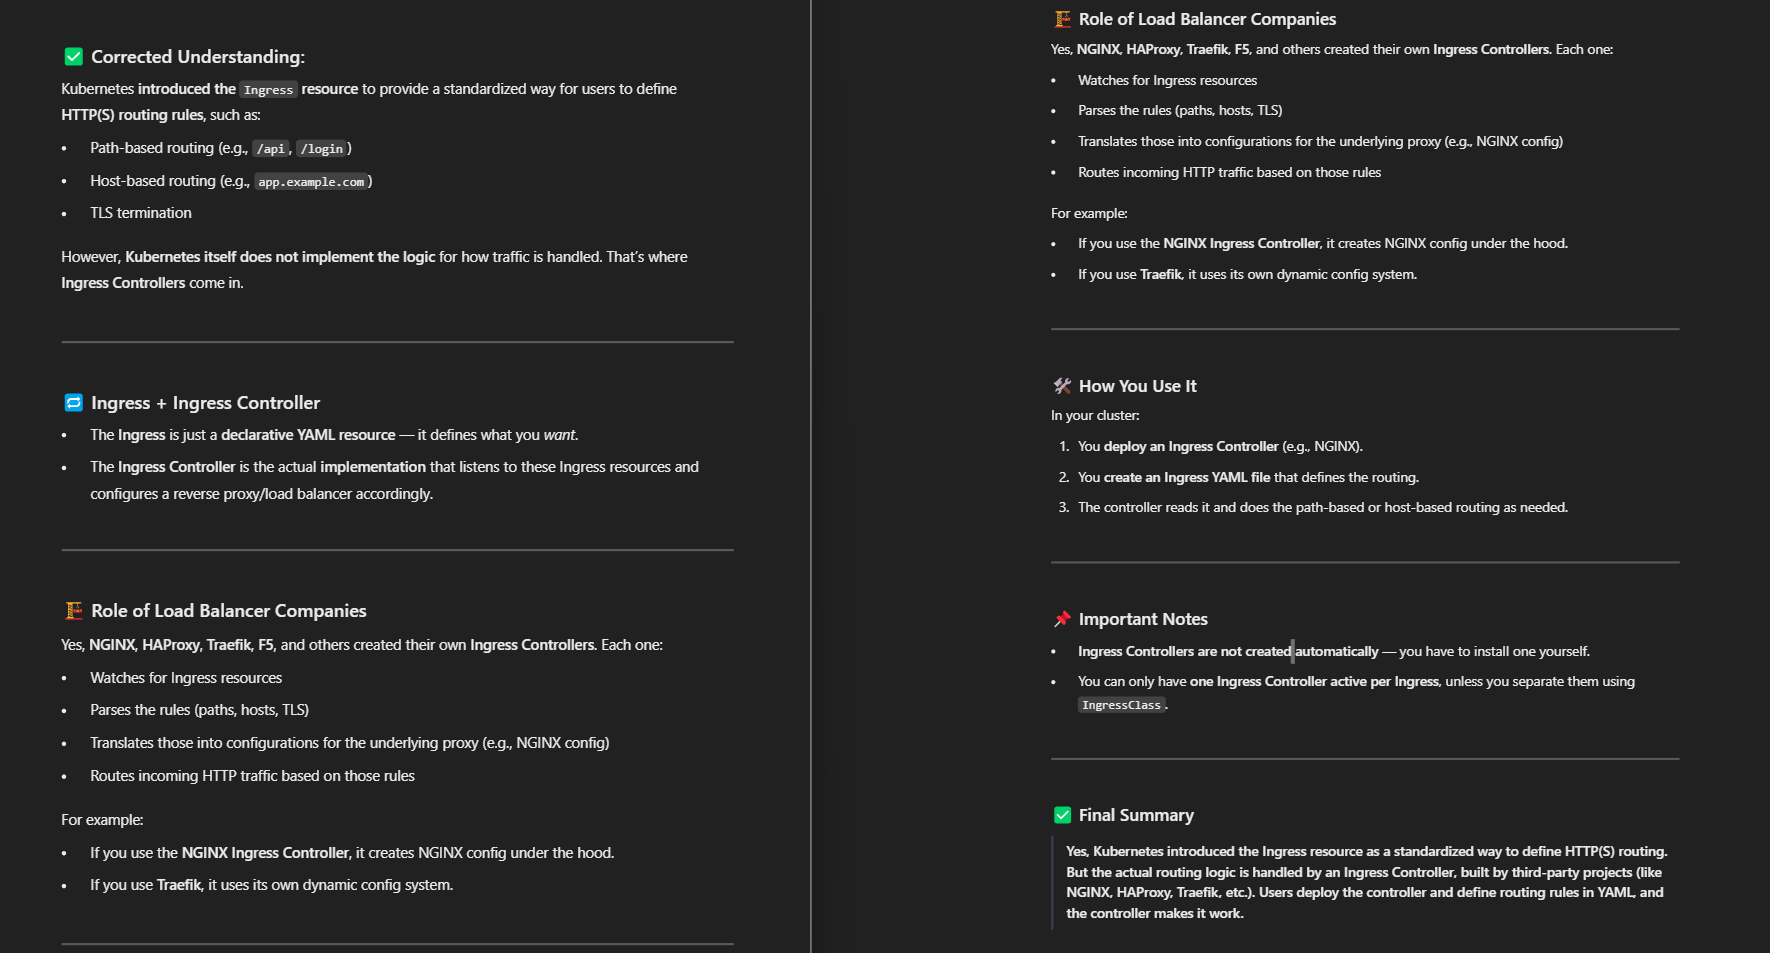 Corrected Understanding:
Kubernetes introduced the Ingress resource to provide a standardized way for users to define
HTTP(S) routing rules, such as:
• Path-based routing (e.g., /api, /login)
• Host-based routing (e.g., app.example.com)
• TLS termination
However, Kubernetes itself does not implement the logic for how traffic is handled. That's where
Ingress Controllers come in.
Ingress + Ingress Controller
• The Ingress is just a declarative YAML resource — it defines what you want.
• The Ingress Controller is the actual implementation that listens to these Ingress resources and
configures a reverse proxy/load balancer accordingly.
Role of Load Balancer Companies
Yes, NGINX, HAProxy, Traefik, F5, and others created their own Ingress Controllers. Each one:
• Watches for Ingress resources
• Parses the rules (paths, hosts, TLS)
• Translates those into configurations for the underlying proxy (e.g., NGINX config)
• Routes incoming HTTP traffic based on those rules
For example:
• If you use the NGINX Ingress Controller, it creates NGINX config under the hood.
• If you use Traefik, it uses its own dynamic config system.
Role of Load Balancer Companies
Yes, NGINX, HAProxy, Traefik, F5, and others created their own Ingress Controllers. Each one:
• Watches for Ingress resources
• Parses the rules (paths, hosts, TLS)
• Translates those into configurations for the underlying proxy (e.g., NGINX config)
• Routes incoming HTTP traffic based on those rules
For example:
• If you use the NGINX Ingress Controller, it creates NGINX config under the hood.
• If you use Traefik, it uses its own dynamic config system.
How You Use It
In your cluster:
1. You deploy an Ingress Controller (e.g., NGINX).
2. You create an Ingress YAML file that defines the routing.
3. The controller reads it and does the path-based or host-based routing as needed.
Important Notes
• Ingress Controllers are not created automatically — you have to install one yourself.
• You can only have one Ingress Controller active per Ingress, unless you separate them using
IngressClass.
Final Summary
Yes, Kubernetes introduced the Ingress resource as a standardized way to define HTTP(S) routing.
But the actual routing logic is handled by an Ingress Controller, built by third-party projects (like
NGINX, HAProxy, Traefik, etc.). Users deploy the controller and define routing rules in YAML, and
the controller makes it work.